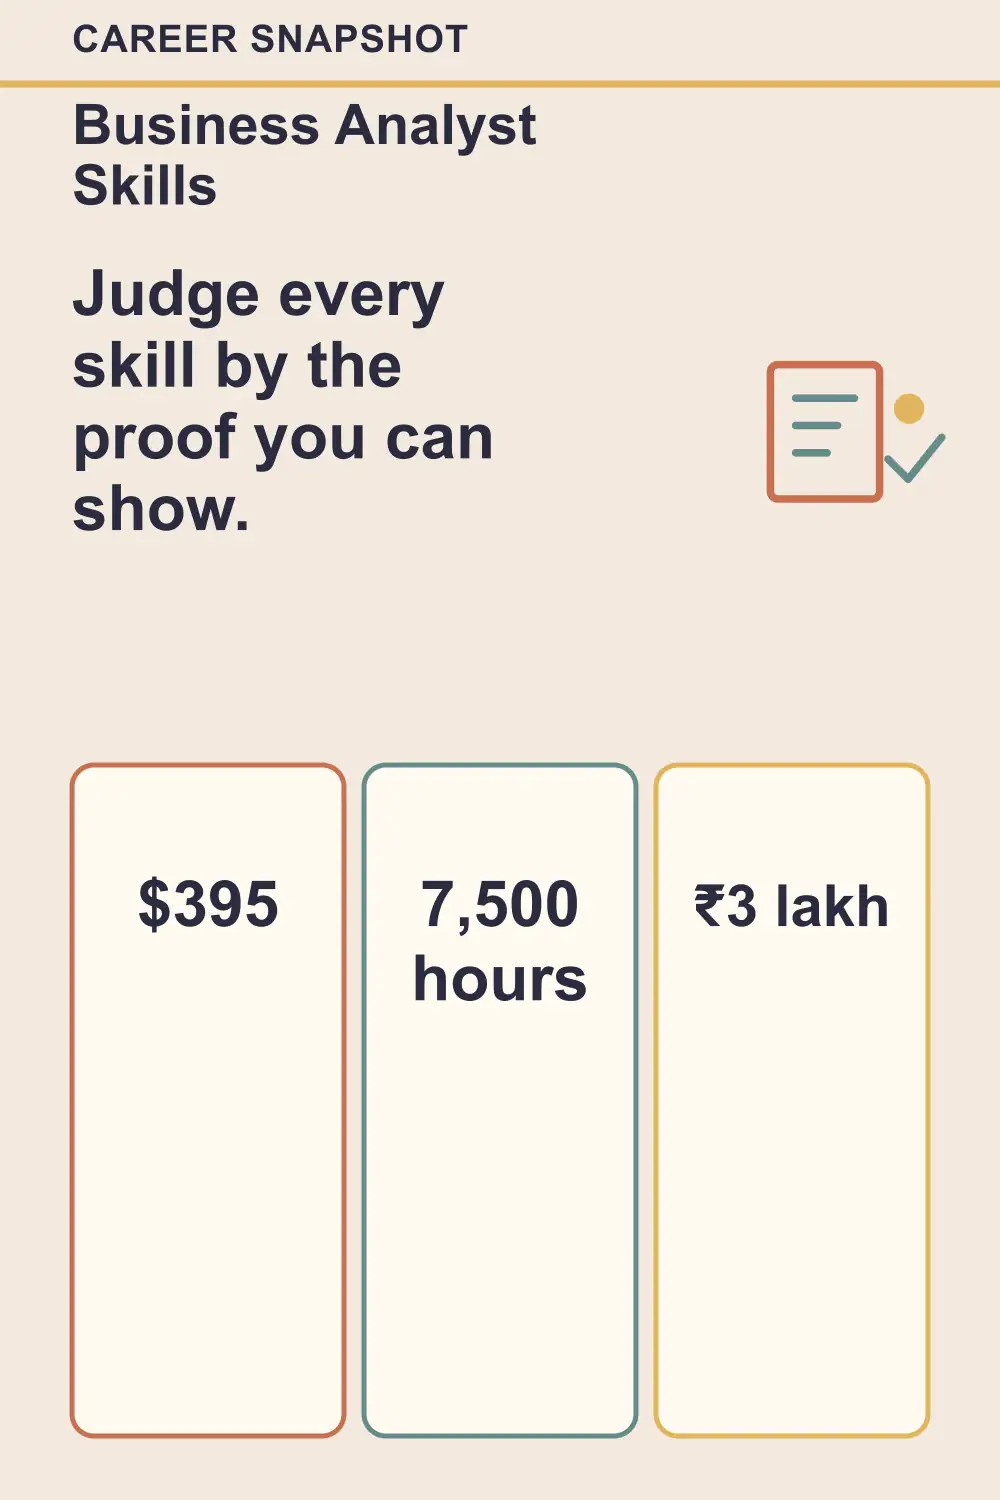 CAREER SNAPSHOT
Business Analyst
Skills
Judge every
skill by the
proof you can
show.
$395
7,500
hours
₹3 lakh